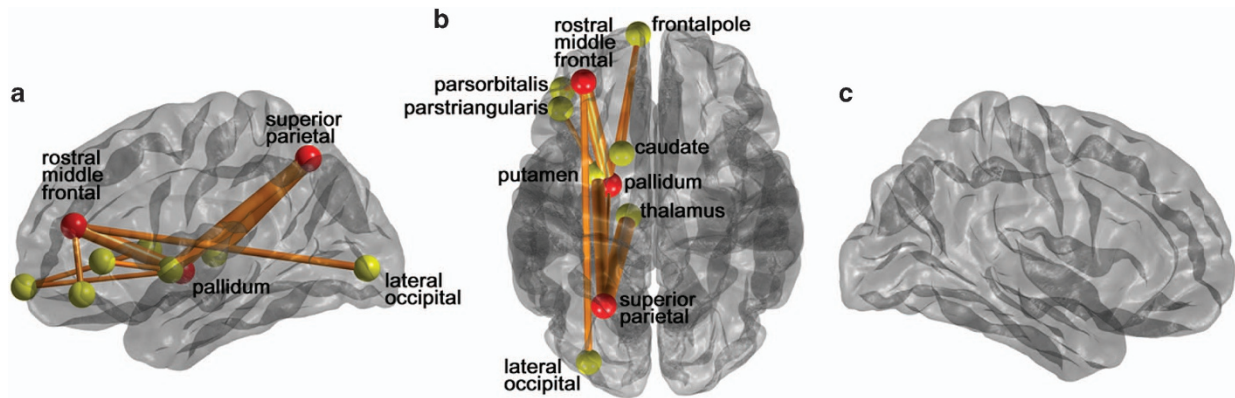 a
superior
parietal
rostral
middle
frontal
pallidum
lateral
occipital
b
rostral
middle
frontal
frontalpole
parsorbitalis
parstriangularis
caudate
putamen
pallidum
thalamus
superior
parietal
lateral
occipital
c